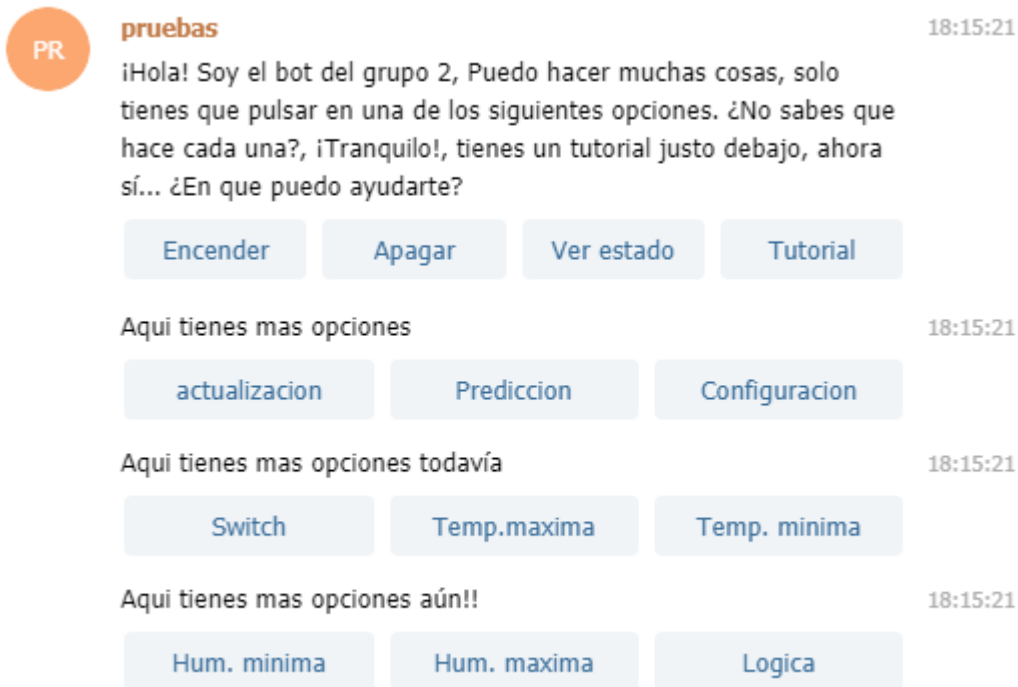 PR
pruebas
18:15:21
¡Hola! Soy el bot del grupo 2, Puedo hacer muchas cosas, solo
tienes que pulsar en una de los siguientes opciones. ¿No sabes que
hace cada una?, ¡Tranquilo!, tienes un tutorial justo debajo, ahora
sí... ¿En que puedo ayudarte?
Encender Apagar Ver estado Tutorial
Aqui tienes mas opciones 18:15:21
actualizacion Prediccion Configuracion
Aqui tienes mas opciones todavía 18:15:21
Switch Temp.maxima Temp. minima
Aqui tienes mas opciones aún!! 18:15:21
Hum. minima Hum. maxima Logica